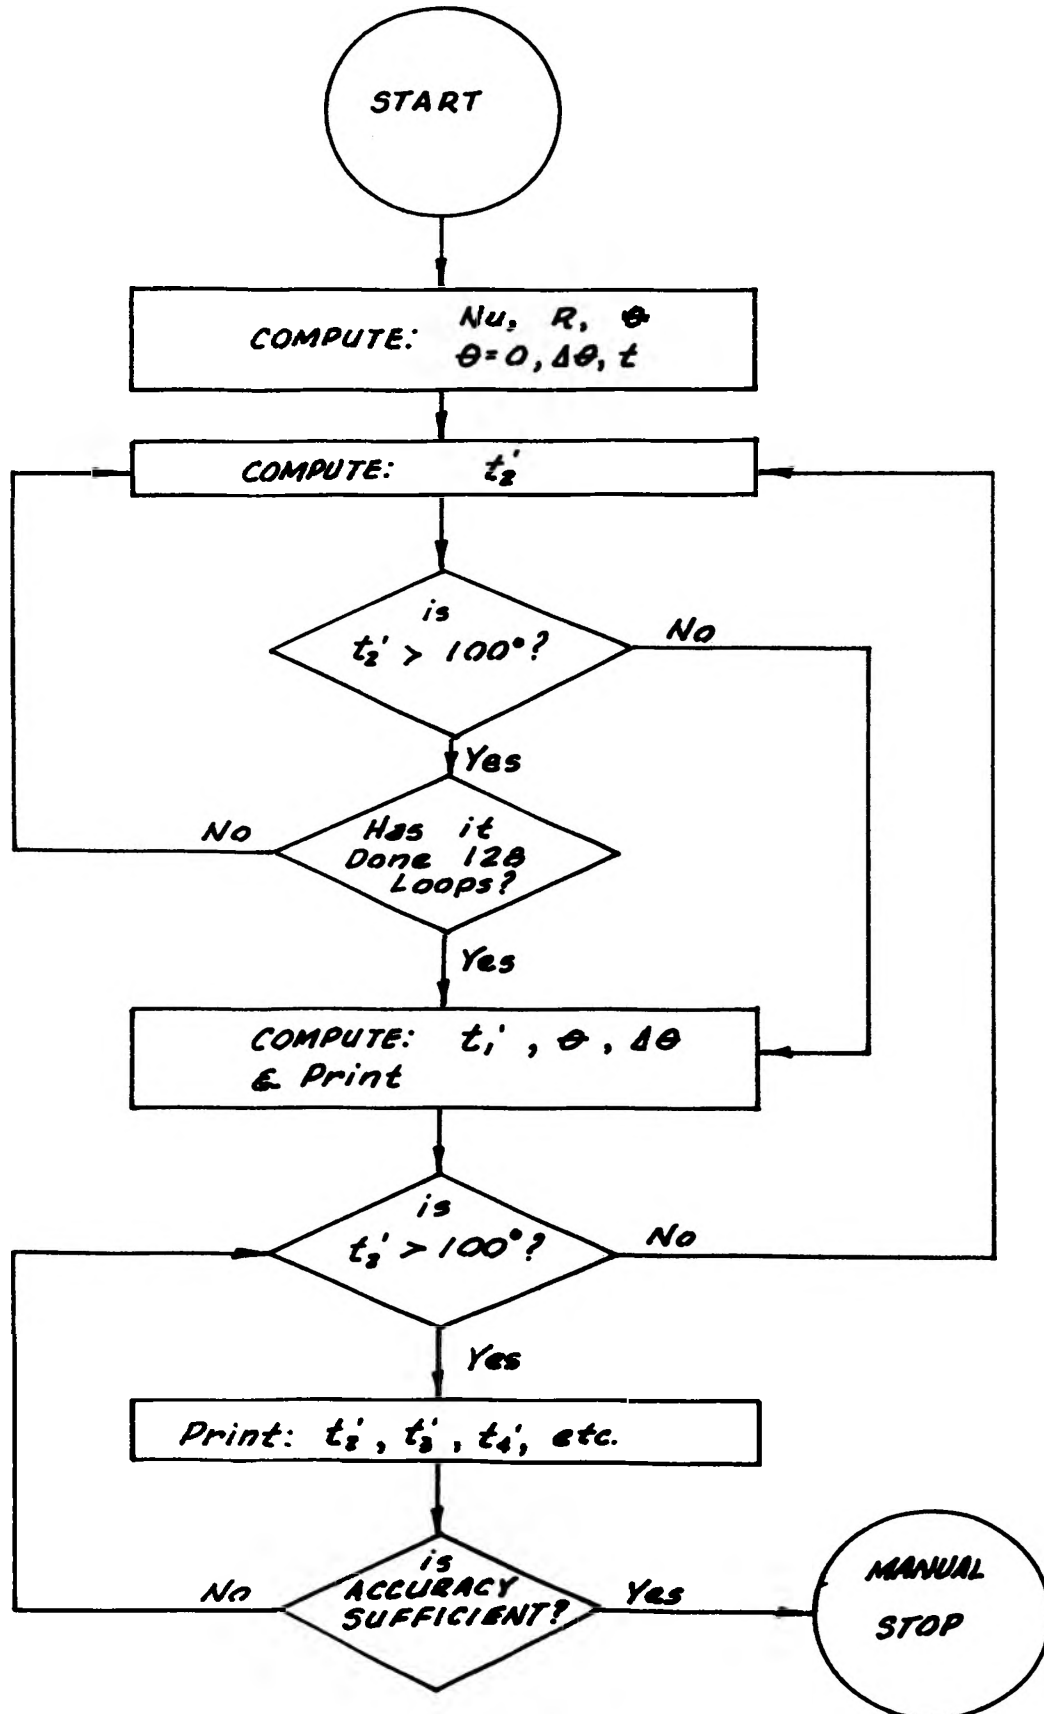 START
COMPUTE: Nu, R, θ
θ=0, Δθ, t
COMPUTE: t₂'
is
t₂' > 100°?
No
Yes
Has it
Done 128
Loops?
No
Yes
COMPUTE: t₁', θ, Δθ
& Print
is
t₂' > 100°?
No
Yes
Print: t₂', t₃', t₄', etc.
is
ACCURACY
SUFFICIENT?
No
Yes
MANUAL
STOP